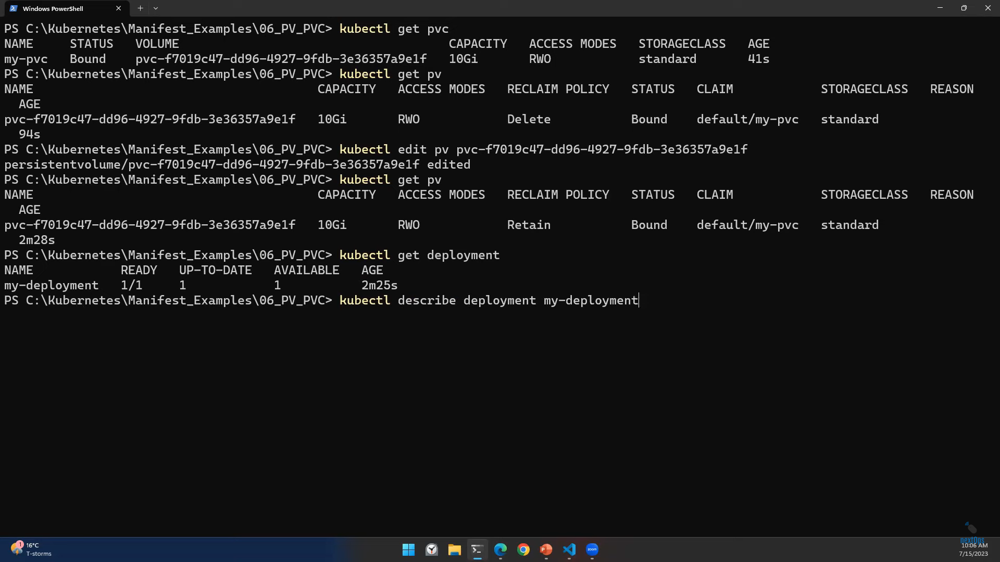 Windows PowerShell
PS C:\Kubernetes\Manifest_Examples\06_PV_PVC> kubectl get pvc
NAME     STATUS   VOLUME                                     CAPACITY   ACCESS MODES   STORAGECLASS   AGE
my-pvc   Bound    pvc-f7019c47-dd96-4927-9fdb-3e36357a9e1f   10Gi       RWO            standard       41s
PS C:\Kubernetes\Manifest_Examples\06_PV_PVC> kubectl get pv
NAME                                       CAPACITY   ACCESS MODES   RECLAIM POLICY   STATUS   CLAIM            STORAGECLASS   REASON
  AGE
pvc-f7019c47-dd96-4927-9fdb-3e36357a9e1f   10Gi       RWO            Delete           Bound    default/my-pvc   standard
  94s
PS C:\Kubernetes\Manifest_Examples\06_PV_PVC> kubectl edit pv pvc-f7019c47-dd96-4927-9fdb-3e36357a9e1f
persistentvolume/pvc-f7019c47-dd96-4927-9fdb-3e36357a9e1f edited
PS C:\Kubernetes\Manifest_Examples\06_PV_PVC> kubectl get pv
NAME                                       CAPACITY   ACCESS MODES   RECLAIM POLICY   STATUS   CLAIM            STORAGECLASS   REASON
  AGE
pvc-f7019c47-dd96-4927-9fdb-3e36357a9e1f   10Gi       RWO            Retain           Bound    default/my-pvc   standard
  2m28s
PS C:\Kubernetes\Manifest_Examples\06_PV_PVC> kubectl get deployment
NAME            READY   UP-TO-DATE   AVAILABLE   AGE
my-deployment   1/1     1            1           2m25s
PS C:\Kubernetes\Manifest_Examples\06_PV_PVC> kubectl describe deployment my-deployment
nextOps
1
16°C
T-storms
P
zoom
10:06 AM
7/15/2023